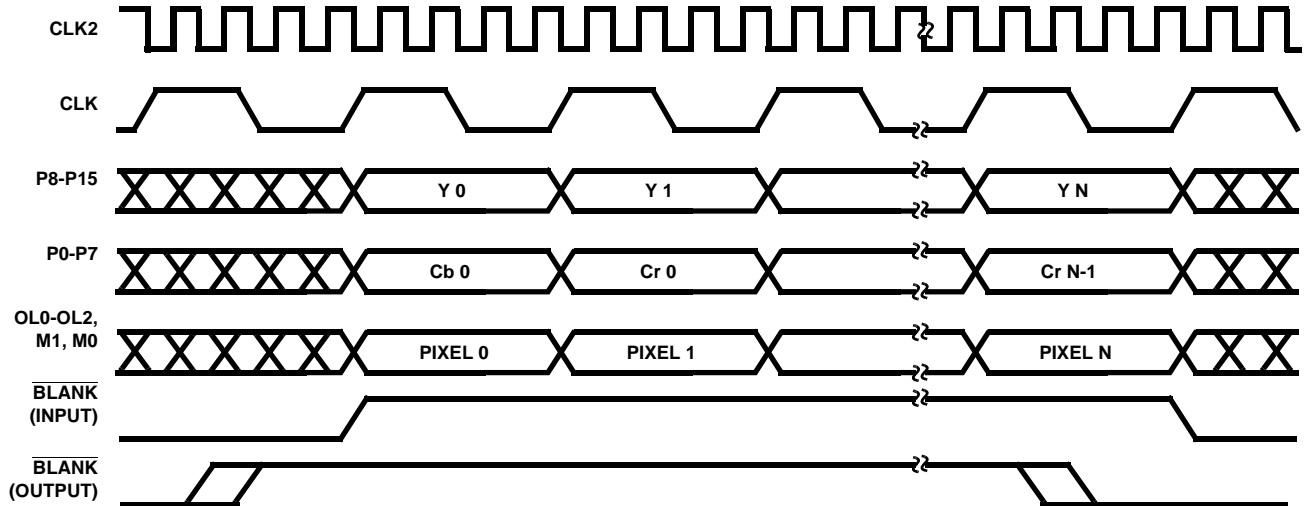 CLK2
CLK
P8-P15
Y 0
Y 1
Y N
P0-P7
Cb 0
Cr 0
Cr N-1
OL0-OL2,
M1, M0
PIXEL 0
PIXEL 1
PIXEL N
BLANK
(INPUT)
BLANK
(OUTPUT)